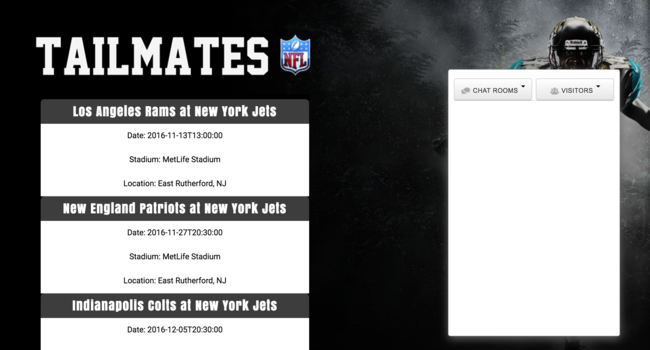 TAILMATES NFL
Los Angeles Rams at New York Jets
Date: 2016-11-13T13:00:00
Stadium: MetLife Stadium
Location: East Rutherford, NJ
New England Patriots at New York Jets
Date: 2016-11-27T20:30:00
Stadium: MetLife Stadium
Location: East Rutherford, NJ
Indianapolis Colts at New York Jets
Date: 2016-12-05T20:30:00
CHAT ROOMS VISITORS
Riddell